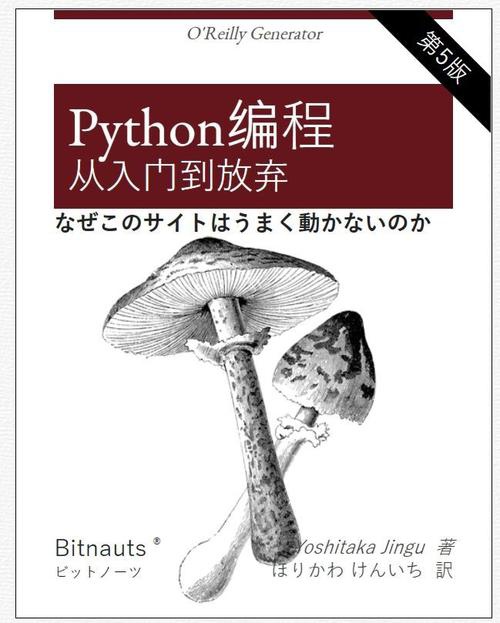 O'Reilly Generator
第5版
Python编程
从入门到放弃
なぜこのサイトはうまく動かないのか
Bitnauts ®
Yoshitaka Jingu 著
ビットノーツ
ほりかわ けんいち 訳